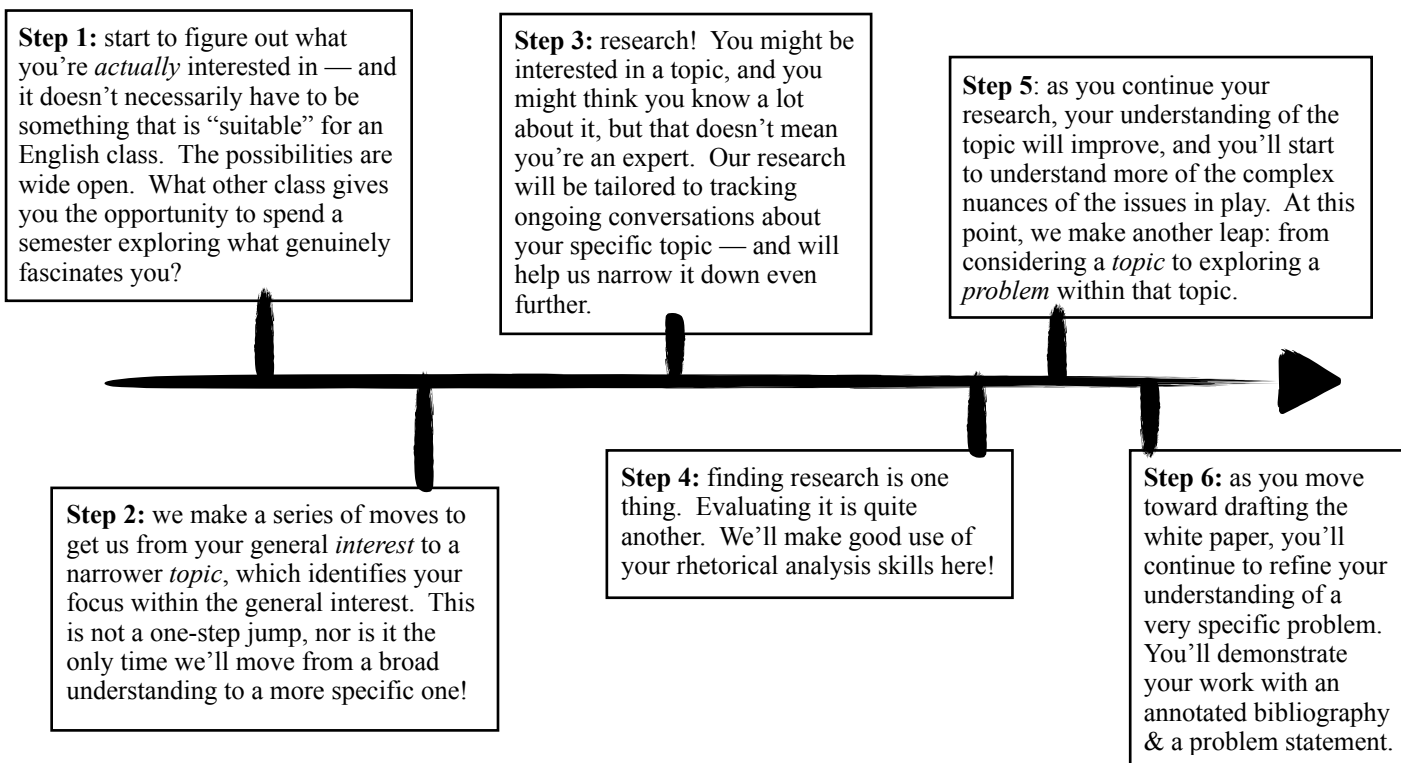 Step 1: start to figure out what
you’re actually interested in — and
it doesn’t necessarily have to be
something that is “suitable” for an
English class.  The possibilities are
wide open.  What other class gives
you the opportunity to spend a
semester exploring what genuinely
fascinates you?
Step 2: we make a series of moves to
get us from your general interest to a
narrower topic, which identifies your
focus within the general interest.  This
is not a one-step jump, nor is it the
only time we’ll move from a broad
understanding to a more specific one!
Step 3: research!  You might be
interested in a topic, and you
might think you know a lot
about it, but that doesn’t mean
you’re an expert.  Our research
will be tailored to tracking
ongoing conversations about
your specific topic — and will
help us narrow it down even
further.
Step 4: finding research is one
thing.  Evaluating it is quite
another.  We’ll make good use of
your rhetorical analysis skills here!
Step 5: as you continue your
research, your understanding of the
topic will improve, and you’ll start
to understand more of the complex
nuances of the issues in play.  At this
point, we make another leap: from
considering a topic to exploring a
problem within that topic.
Step 6: as you move
toward drafting the
white paper, you’ll
continue to refine your
understanding of a
very specific problem.
You’ll demonstrate
your work with an
annotated bibliography
& a problem statement.